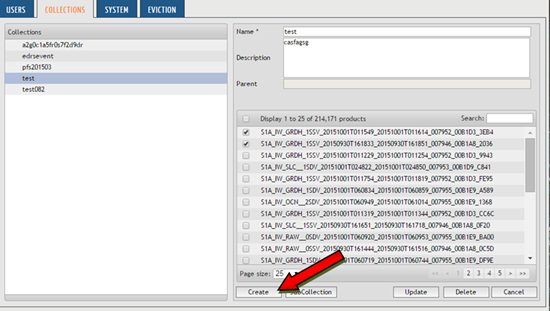 USERS COLLECTIONS SYSTEM EVICTION
Collections
a2g0c1a5fr0s7f2d9dr
edrsevent
pfs201503
test
test082
Name * test
Description casfagsg
Parent
Display 1 to 25 of 214,171 products Search:
S1A_IW_GRDH_1SSV_20151001T011549_20151001T011614_007952_00B1D3_3EB4
S1A_IW_GRDH_1SDV_20150930T161833_20150930T161851_007946_00B1A8_2036
S1A_IW_GRDH_1SSV_20151001T011229_20151001T011254_007952_00B1D3_9943
S1A_IW_SLC__1SDV_20151001T024822_20151001T024850_007953_00B1D9_C841
S1A_IW_GRDH_1SSV_20151001T011754_20151001T011819_007952_00B1D3_FE95
S1A_IW_GRDH_1SDV_20151001T060834_20151001T060859_007955_00B1E9_A589
S1A_IW_OCN__2SDV_20151001T060949_20151001T061014_007955_00B1E9_1368
S1A_IW_GRDH_1SSV_20151001T011319_20151001T011344_007952_00B1D3_CC6C
S1A_IW_SLC__1SSV_20150930T161651_20150930T161718_007946_00B1A8_0F20
S1A_IW_RAW__0SDV_20151001T060920_20151001T060953_007955_00B1E9_BA00
S1A_IW_RAW__0SSV_20150930T161444_20150930T161516_007946_00B1A8_0C5D
S1A_IW_GRDH_1SDV_20151001T060719_20151001T060744_007955_00B1E9_DF9E
Page size: 25 << < 1 2 3 4 5 > >>
Create Collection Update Delete Cancel